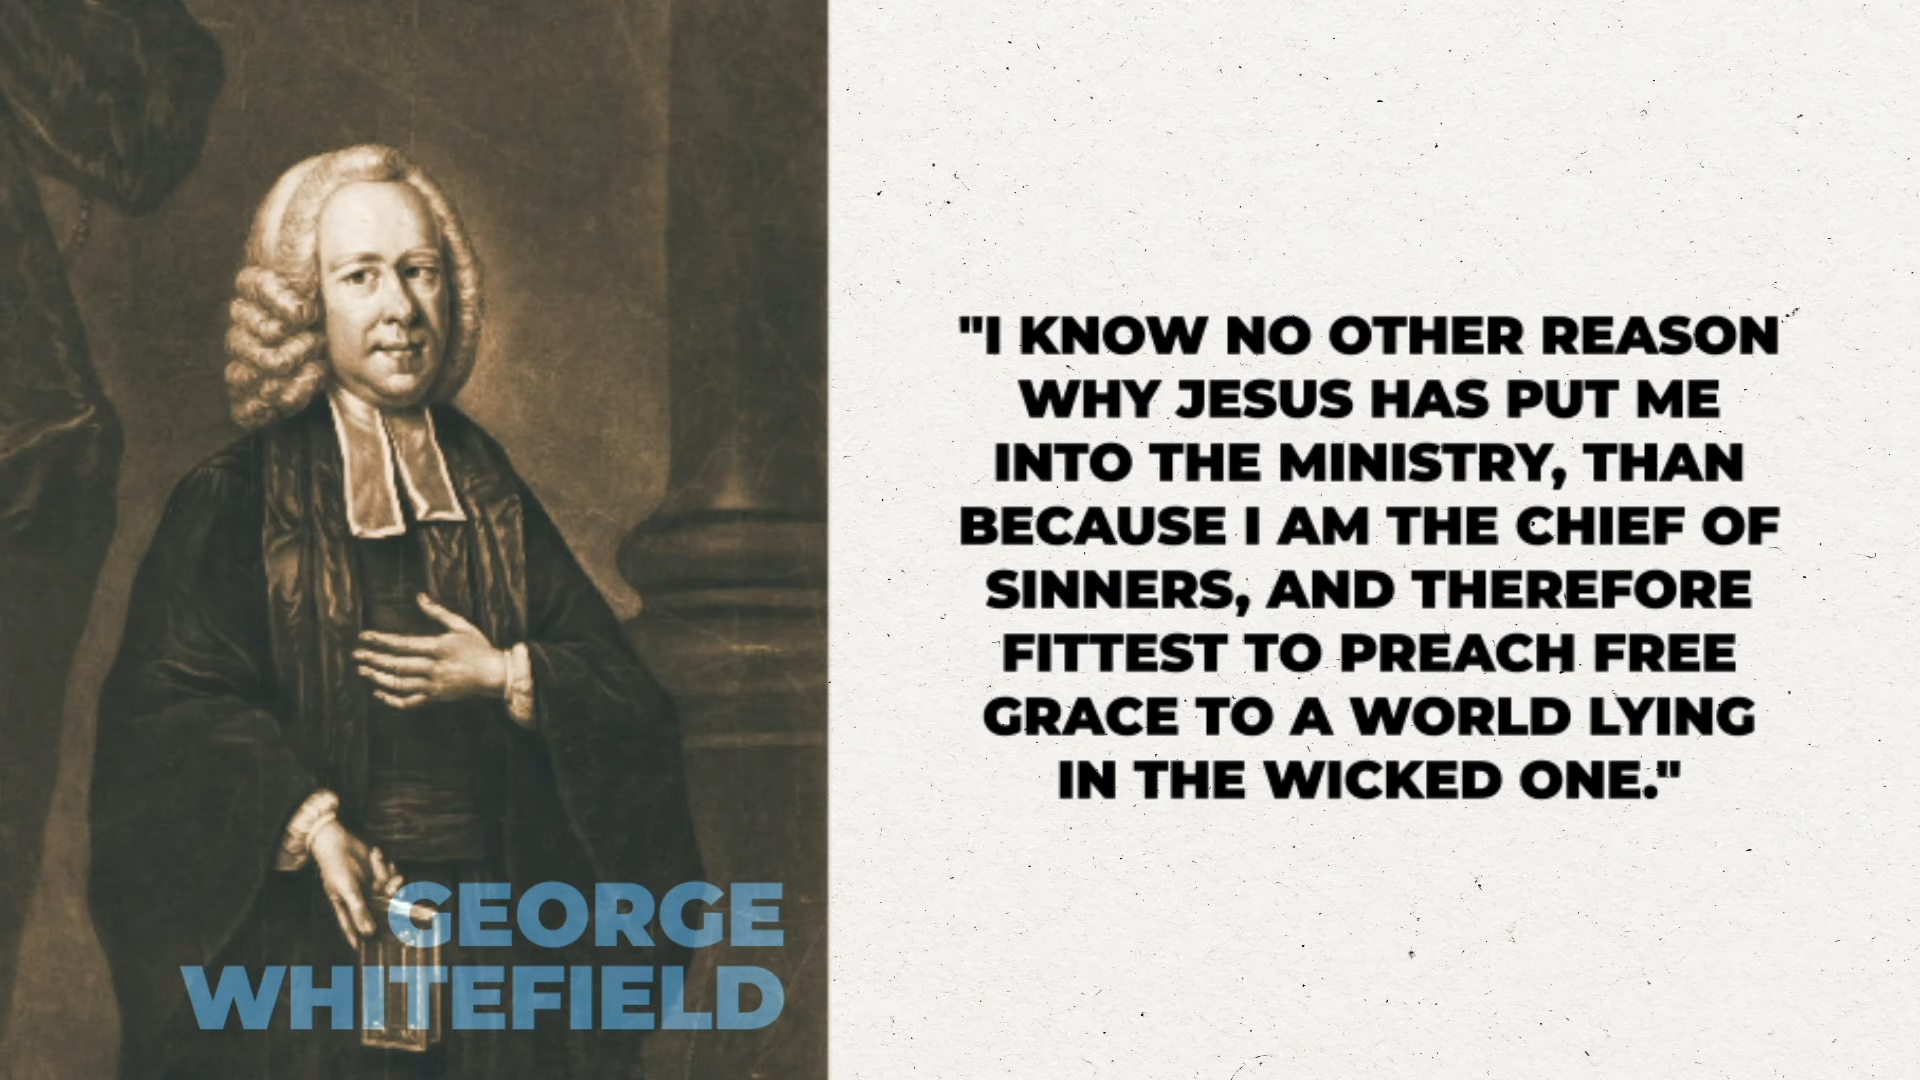 "I KNOW NO OTHER REASON
WHY JESUS HAS PUT ME
INTO THE MINISTRY, THAN
BECAUSE I AM THE CHIEF OF
SINNERS, AND THEREFORE
FITTEST TO PREACH FREE
GRACE TO A WORLD LYING
IN THE WICKED ONE."
GEORGE
WHITEFIELD